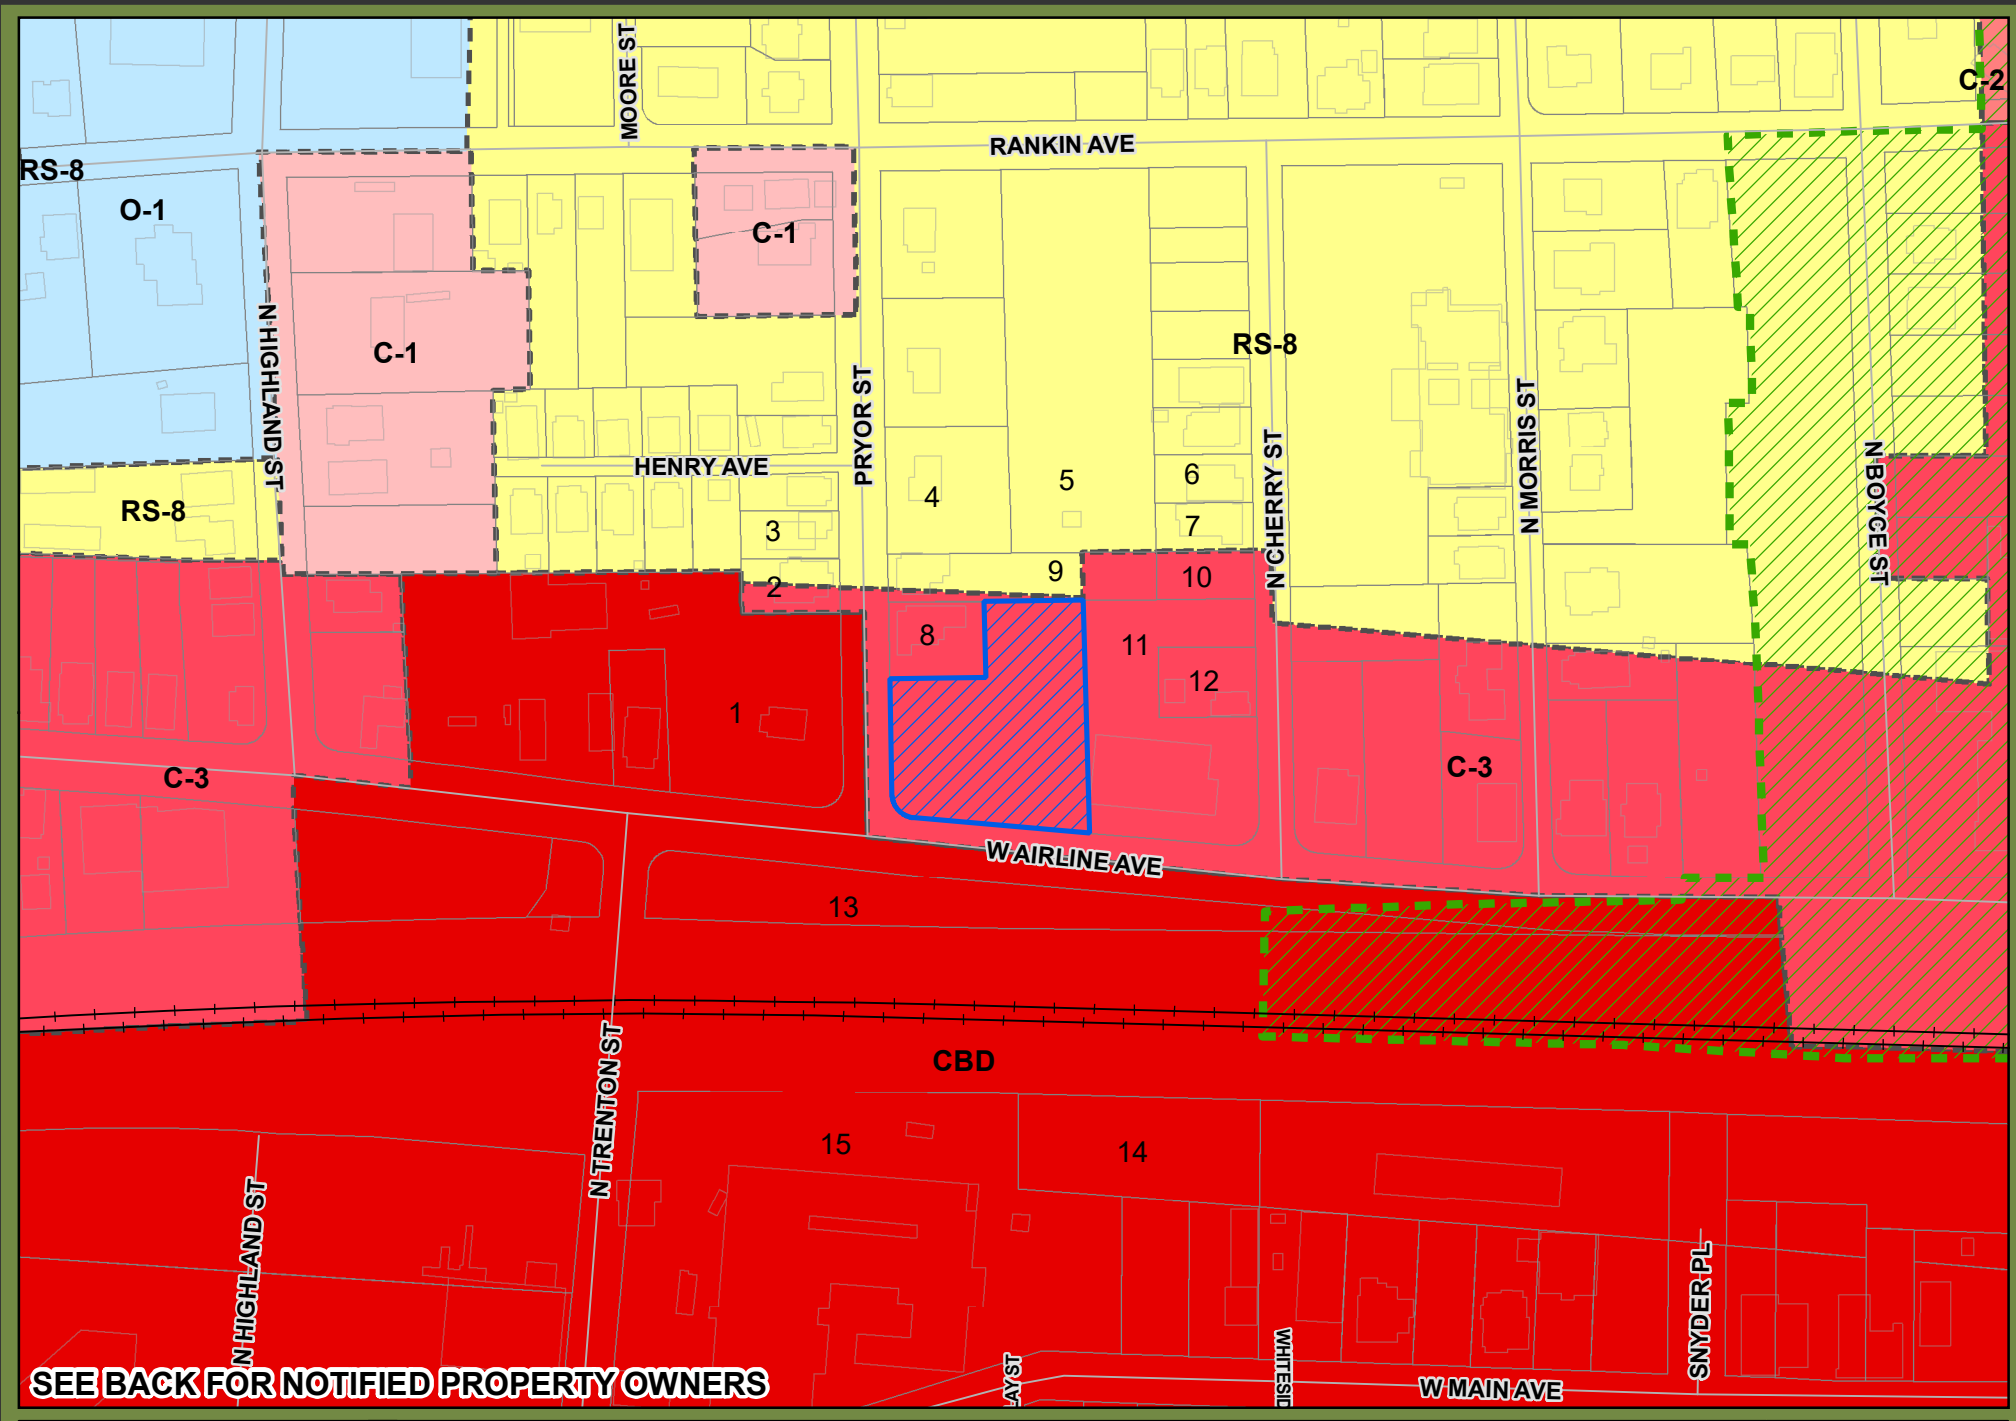 MOORE ST
C-2
RANKIN AVE
RS-8
O-1
C-1
C-1
N HIGHLAND ST
PRYOR ST
RS-8
N CHERRY ST
N MORRIS ST
N BOYCE ST
HENRY AVE
RS-8
3
4
5
6
7
2
9
10
8
11
12
1
C-3
C-3
W AIRLINE AVE
13
CBD
N TRENTON ST
15
14
N HIGHLAND ST
SNYDER PL
WHITESID
AY ST
W MAIN AVE
SEE BACK FOR NOTIFIED PROPERTY OWNERS